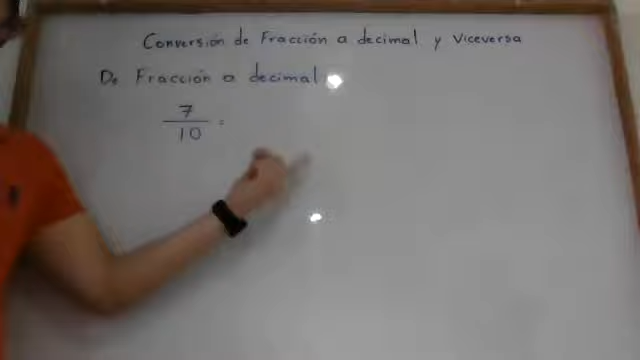 Conversión de Fracción a decimal y Viceversa
De Fracción a decimal
7
10 =